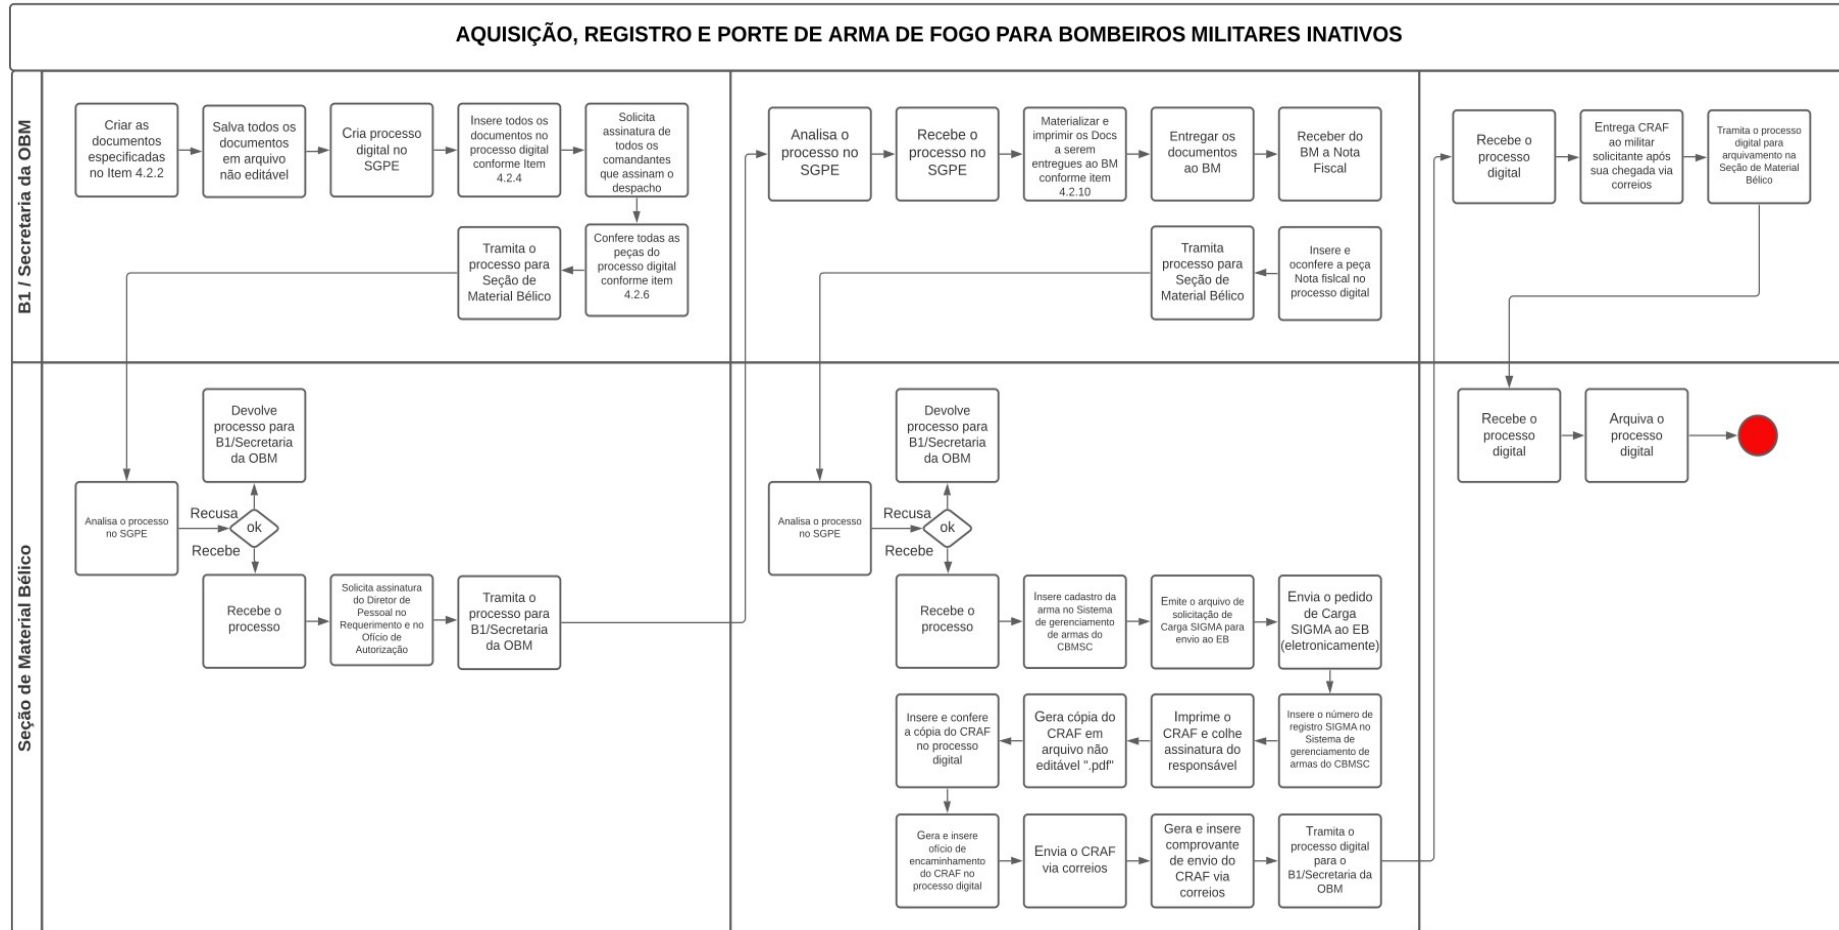 AQUISIÇÃO, REGISTRO E PORTE DE ARMA DE FOGO PARA BOMBEIROS MILITARES INATIVOS
B1 / Secretaria da OBM
Criar as
documentos
especificadas
no Item 4.2.2
Salva todos os
documentos
em arquivo
não editável
Cria processo
digital no
SGPE
Insere todos os
documentos no
processo digital
conforme Item
4.2.4
Solicita
assinatura de
todos os
comandantes
que assinam o
despacho
Confere todas as
peças do
processo digital
conforme item
4.2.6
Tramita o
processo para
Seção de
Material Bélico
Analisa o
processo no
SGPE
Recebe o
processo no
SGPE
Materializar e
imprimir os Docs
a serem
entregues ao BM
conforme item
4.2.10
Entregar os
documentos
ao BM
Receber do
BM a Nota
Fiscal
Insere e
oconfere a peça
Nota fislcal no
processo digital
Tramita
processo para
Seção de
Material Bélico
Recebe o
processo
digital
Entrega CRAF
ao militar
solicitante após
sua chegada via
correios
Tramita o processo
digital para
arquivamento na
Seção de Material
Bélico
Seção de Material Bélico
Analisa o processo
no SGPE
Recusa
ok
Recebe
Devolve
processo para
B1/Secretaria
da OBM
Recebe o
processo
Solicita assinatura
do Diretor de
Pessoal no
Requerimento e no
Ofício de
Autorização
Tramita o
processo para
B1/Secretaria
da OBM
Analisa o processo
no SGPE
Recusa
ok
Recebe
Devolve
processo para
B1/Secretaria
da OBM
Recebe o
processo
Insere cadastro da
arma no Sistema
de gerenciamento
de armas do
CBMSC
Emite o arquivo de
solicitação de
Carga SIGMA para
envio ao EB
Envia o pedido
de Carga
SIGMA ao EB
(eletronicamente)
Insere o número de
registro SIGMA no
Sistema de
gerenciamento de
armas do CBMSC
Imprime o
CRAF e colhe
assinatura do
responsável
Gera cópia do
CRAF em
arquivo não
editável ".pdf"
Insere e confere
a cópia do CRAF
no processo
digital
Gera e insere
ofício de
encaminhamento
do CRAF no
processo digital
Envia o CRAF
via correios
Gera e insere
comprovante
de envio do
CRAF via
correios
Tramita o
processo digital
para o
B1/Secretaria da
OBM
Recebe o
processo
digital
Arquiva o
processo
digital